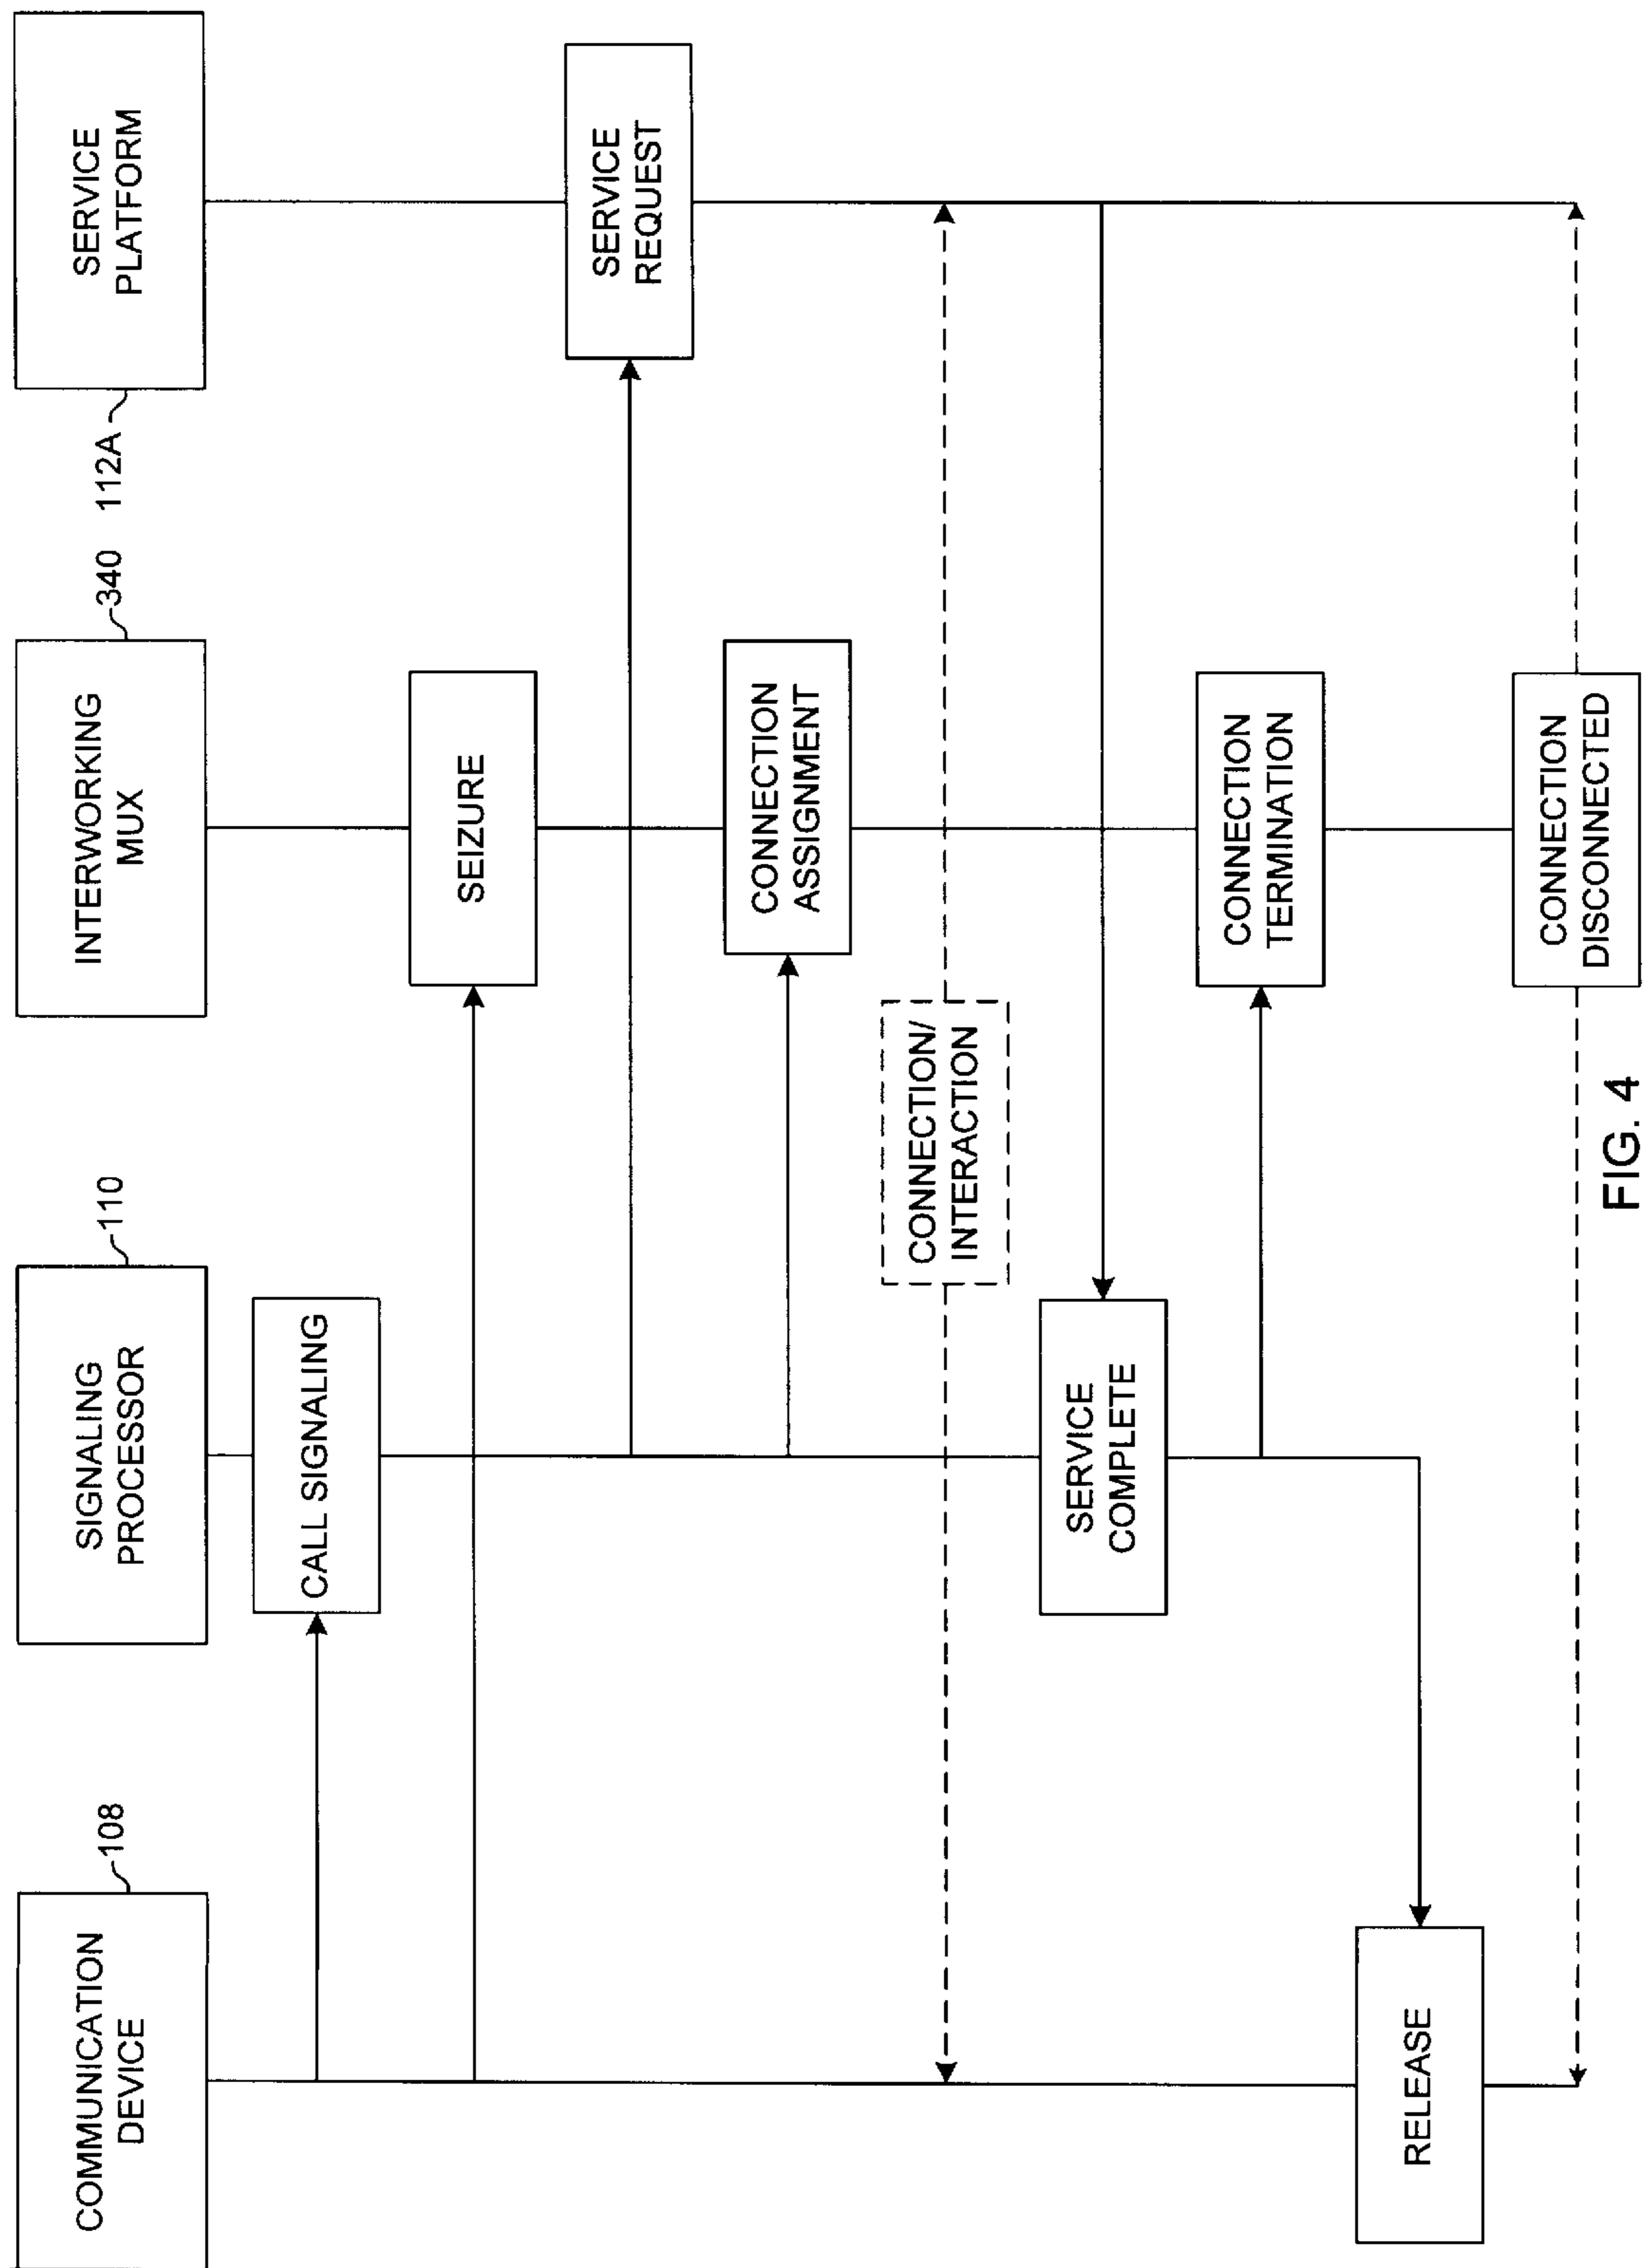 COMMUNICATION
DEVICE
108
SIGNALING
PROCESSOR
110
INTERWORKING
MUX
340
SERVICE
PLATFORM
112A
CALL SIGNALING
SEIZURE
SERVICE
REQUEST
CONNECTION
ASSIGNMENT
CONNECTION/
INTERACTION
SERVICE
COMPLETE
CONNECTION
TERMINATION
RELEASE
CONNECTION
DISCONNECTED
FIG. 4